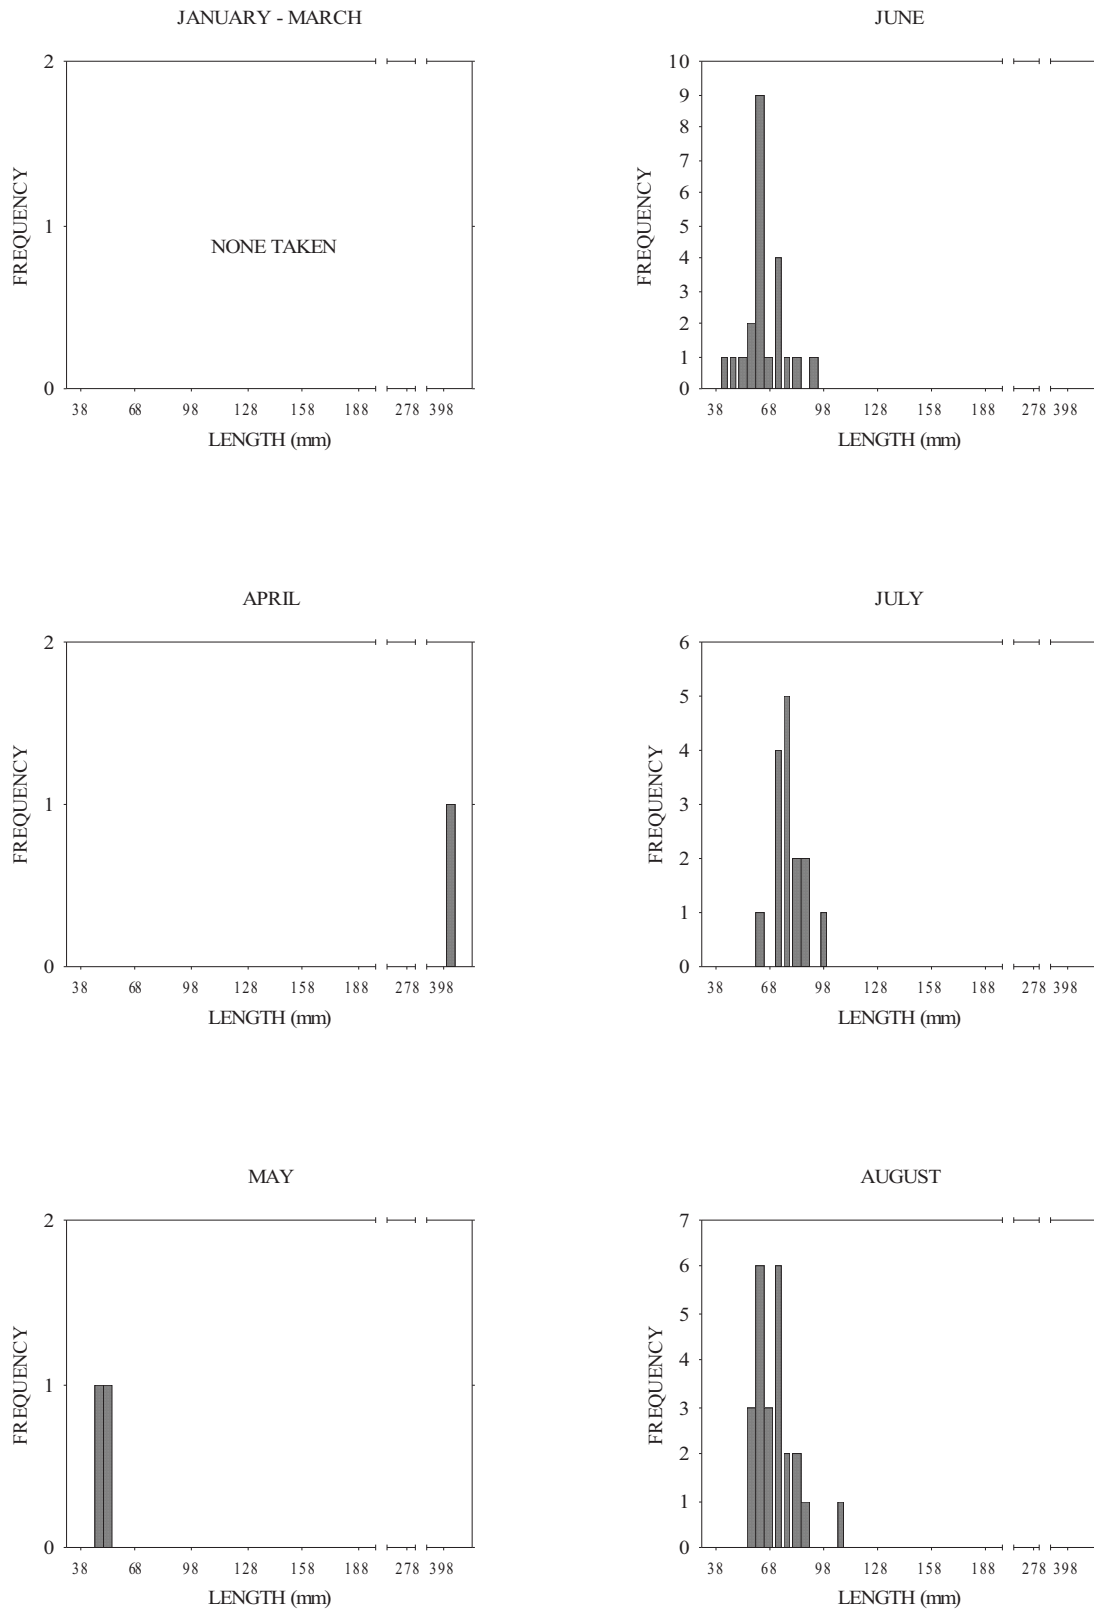 JANUARY - MARCH
2
1
0
FREQUENCY
NONE TAKEN
38 68 98 128 158 188 278 398
LENGTH (mm)
JUNE
10
9
8
7
6
5
4
3
2
1
0
FREQUENCY
38 68 98 128 158 188 278 398
LENGTH (mm)
APRIL
2
1
0
FREQUENCY
38 68 98 128 158 188 278 398
LENGTH (mm)
JULY
6
5
4
3
2
1
0
FREQUENCY
38 68 98 128 158 188 278 398
LENGTH (mm)
MAY
2
1
0
FREQUENCY
38 68 98 128 158 188 278 398
LENGTH (mm)
AUGUST
7
6
5
4
3
2
1
0
FREQUENCY
38 68 98 128 158 188 278 398
LENGTH (mm)